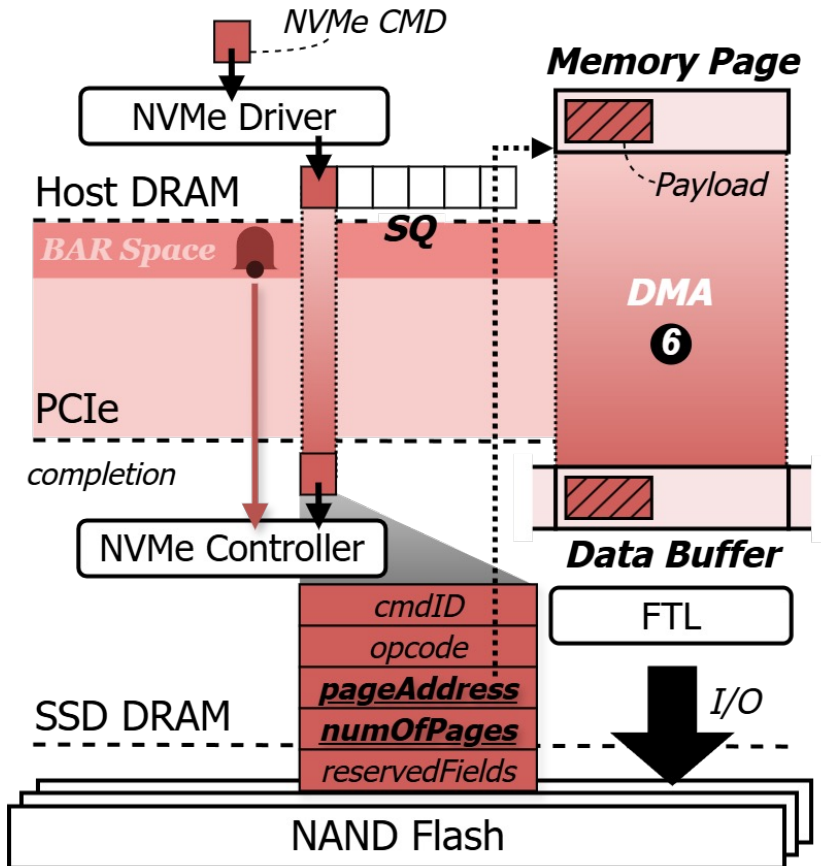 NVMe CMD
NVMe Driver
Memory Page
Payload
Host DRAM
SQ
BAR Space
DMA
6
PCIe
completion
NVMe Controller
Data Buffer
cmdID
opcode
pageAddress
numOfPages
reservedFields
FTL
SSD DRAM
I/O
NAND Flash